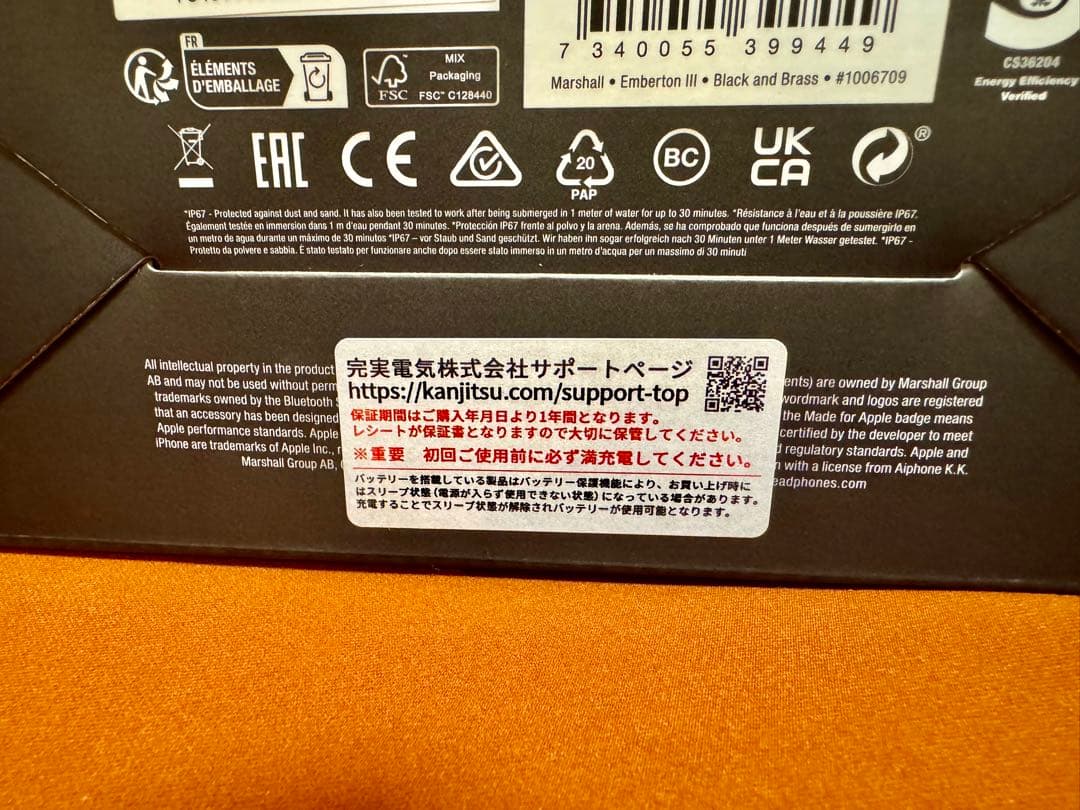 FR
ÉLÉMENTS
D'EMBALLAGE
FSC
MIX
Packaging
FSC™ C128440
7 340055 399449
Marshall • Emberton III • Black and Brass • #1006709
CS36204
Energy Efficiency
Verified
EAC
CE
20
PAP
BC
UK
CA
®
*IP67 - Protected against dust and sand. It has also been tested to work after being submerged in 1 meter of water for up to 30 minutes. *Résistance à l'eau et à la poussière IP67.
Également testée en immersion dans 1 m d'eau pendant 30 minutes. *Protección IP67 frente al polvo y la arena. Además, se ha comprobado que funciona después de sumergirlo en
un metro de agua durante un máximo de 30 minutos *IP67 – vor Staub und Sand geschützt. Wir haben ihn sogar erfolgreich nach 30 Minuten unter 1 Meter Wasser getestet. *IP67 -
Protetto da polvere e sabbia. È stato testato per funzionare anche dopo essere stato immerso in un metro d'acqua per un massimo di 30 minuti
All intellectual property in the product
AB and may not be used without perm
trademarks owned by the Bluetooth S
that an accessory has been designed
Apple performance standards. Apple
iPhone are trademarks of Apple Inc., r
Marshall Group AB,
完実電気株式会社サポートページ
https://kanjitsu.com/support-top
保証期間はご購入年月日より1年間となります。
レシートが保証書となりますので大切に保管してください。
※重要 初回ご使用前に必ず満充電してください。
バッテリーを搭載している製品はバッテリー保護機能により、お買い上げ時に
はスリープ状態(電源が入らず使用できない状態)になっている場合があります。
充電することでスリープ状態が解除されバッテリーが使用可能となります。
ents) are owned by Marshall Group
wordmark and logos are registered
the Made for Apple badge means
certified by the developer to meet
d regulatory standards. Apple and
n with a license from Aiphone K.K.
eadphones.com